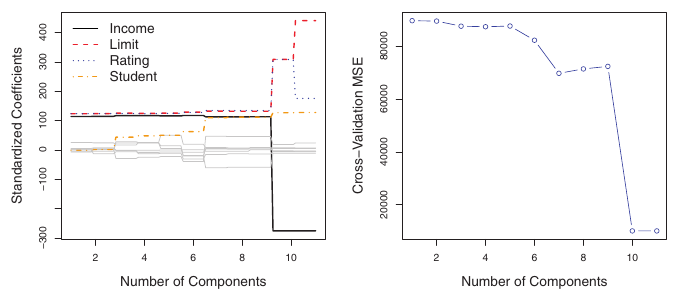 Income
Limit
Rating
Student
Standardized Coefficients
-300 -100 0 100 200 300 400
2 4 6 8 10
Number of Components
Cross-Validation MSE
20000 40000 60000 80000
2 4 6 8 10
Number of Components